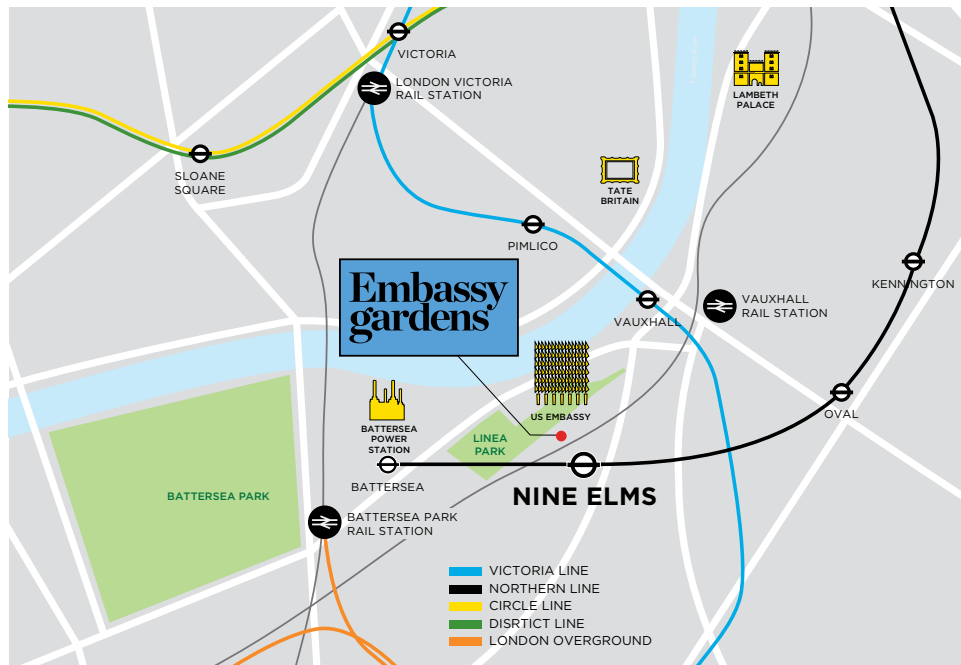 VICTORIA
LONDON VICTORIA
RAIL STATION
LAMBETH
PALACE
SLOANE
SQUARE
TATE
BRITAIN
PIMLICO
KENNINGTON
Embassy
gardens
VAUXHALL
VAUXHALL
RAIL STATION
US EMBASSY
OVAL
BATTERSEA
POWER
STATION
LINEA
PARK
BATTERSEA
NINE ELMS
BATTERSEA PARK
BATTERSEA PARK
RAIL STATION
VICTORIA LINE
NORTHERN LINE
CIRCLE LINE
DISRTICT LINE
LONDON OVERGROUND